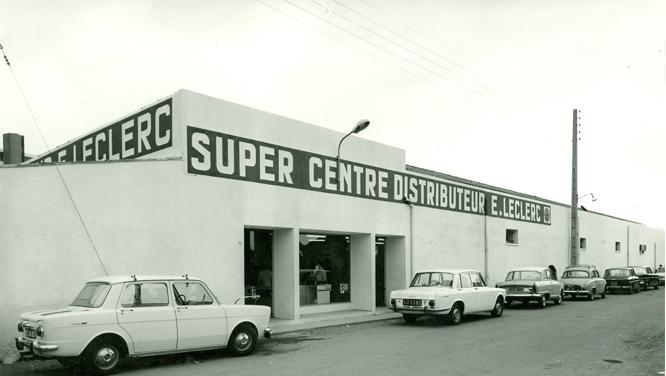 E. LECLERC
SUPER CENTRE DISTRIBUTEUR E. LECLERC